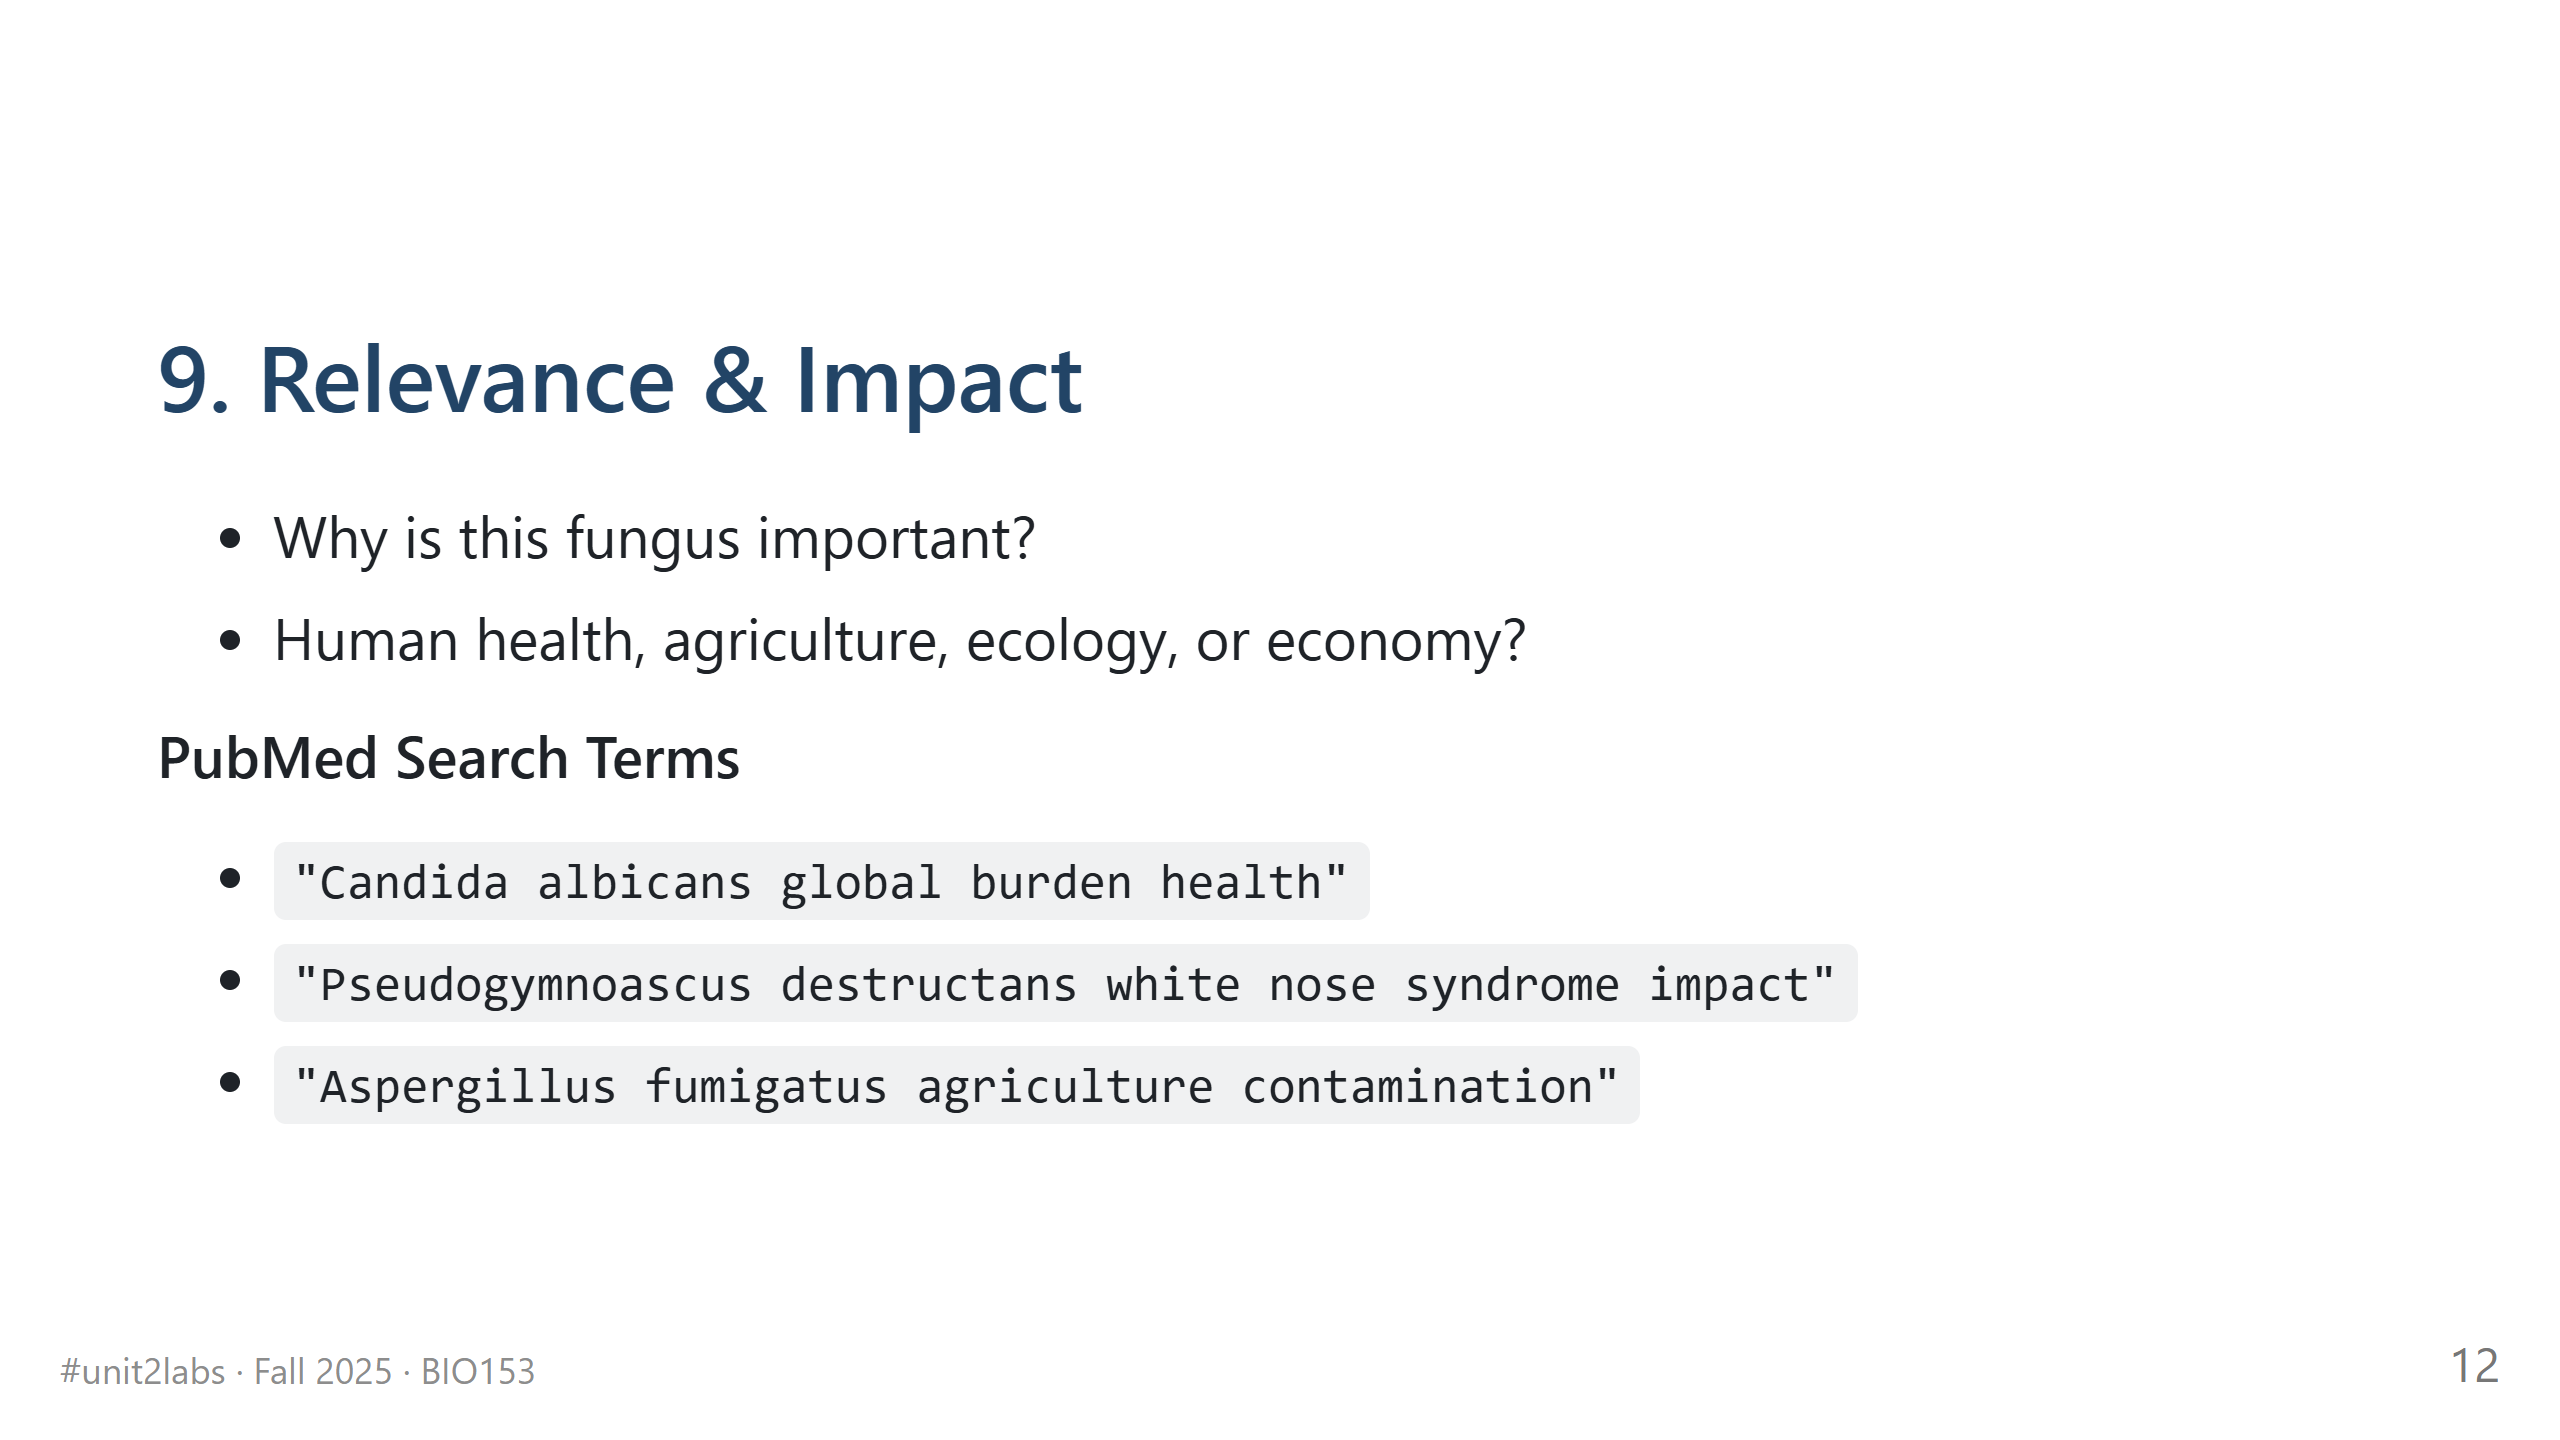 9. Relevance & Impact
• Why is this fungus important?
• Human health, agriculture, ecology, or economy?
PubMed Search Terms
• "Candida albicans global burden health"
• "Pseudogymnoascus destructans white nose syndrome impact"
• "Aspergillus fumigatus agriculture contamination"
#unit2labs · Fall 2025 · BIO153
12